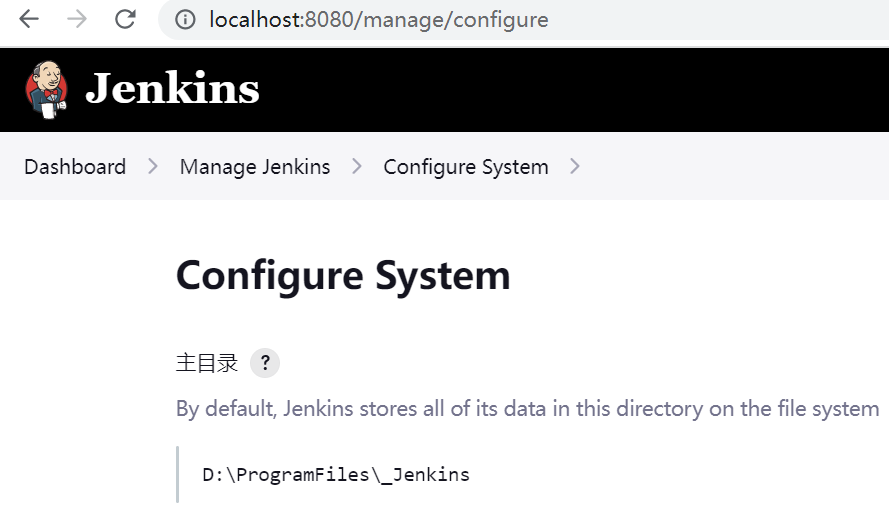 localhost:8080/manage/configure
Jenkins
Dashboard > Manage Jenkins > Configure System >
Configure System
主目录 ?
By default, Jenkins stores all of its data in this directory on the file system
D:\ProgramFiles\_Jenkins